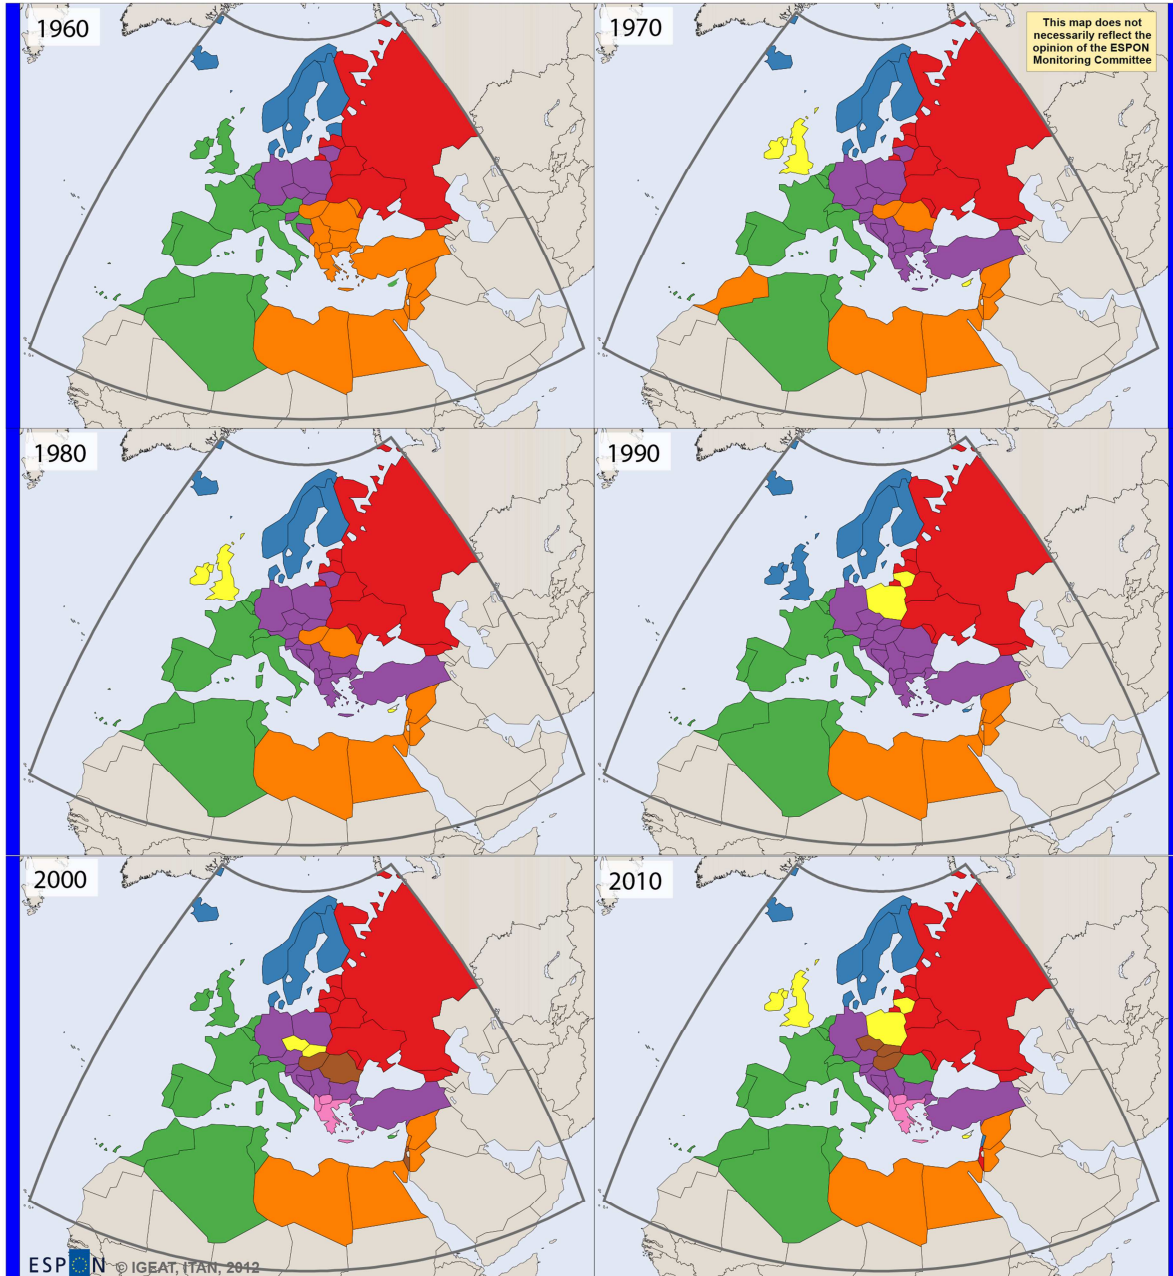 1960
1970
This map does not
necessarily reflect the
opinion of the ESPON
Monitoring Committee
1980
1990
2000
2010
ESPON © IGEAT, ITAN, 2012